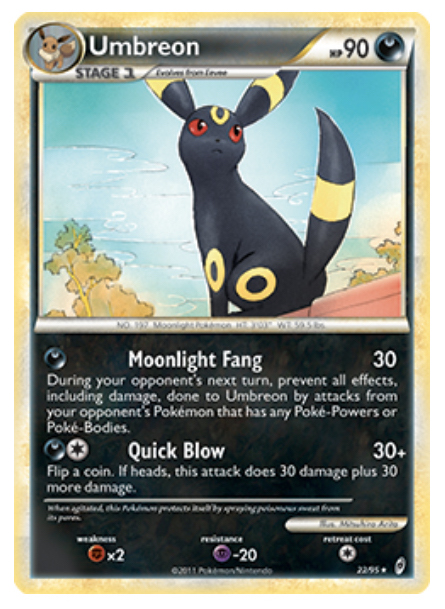 Umbreon
HP 90
STAGE 1
Evolves from Eevee
NO. 197 Moonlight Pokémon HT: 3'03" WT: 59.5 lbs.
Moonlight Fang 30
During your opponent's next turn, prevent all effects,
including damage, done to Umbreon by attacks from
your opponent's Pokémon that has any Poké-Powers or
Poké-Bodies.
Quick Blow 30+
Flip a coin. If heads, this attack does 30 damage plus 30
more damage.
When agitated, this Pokémon protects itself by spraying poisonous sweat from
its pores.
Illus. Mitsuhiro Arita
weakness resistance retreat cost
x2 -20
©2011 Pokémon/Nintendo 22/95 ★